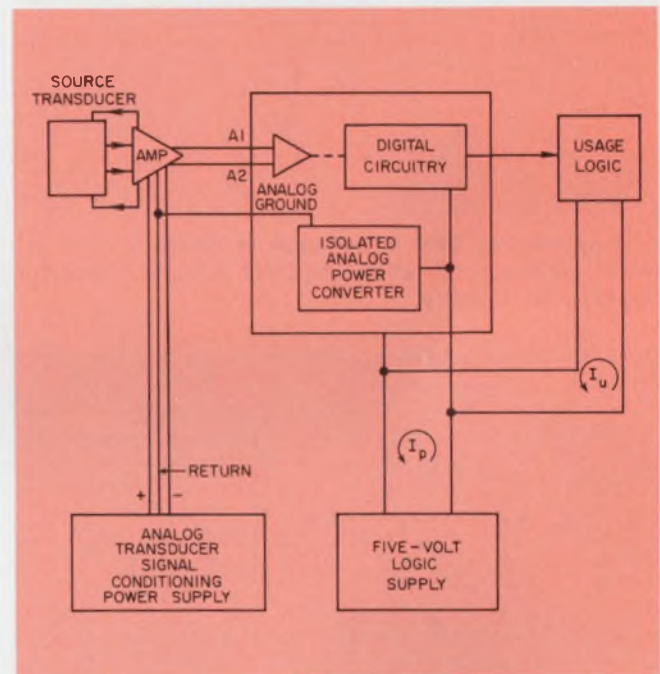 SOURCE
TRANSDUCER
AMP
A1
A2
ANALOG
GROUND
DIGITAL
CIRCUITRY
USAGE
LOGIC
ISOLATED
ANALOG
POWER
CONVERTER
Iu
Ip
RETURN
+ −
ANALOG
TRANSDUCER
SIGNAL
CONDITIONING
POWER SUPPLY
FIVE-VOLT
LOGIC
SUPPLY